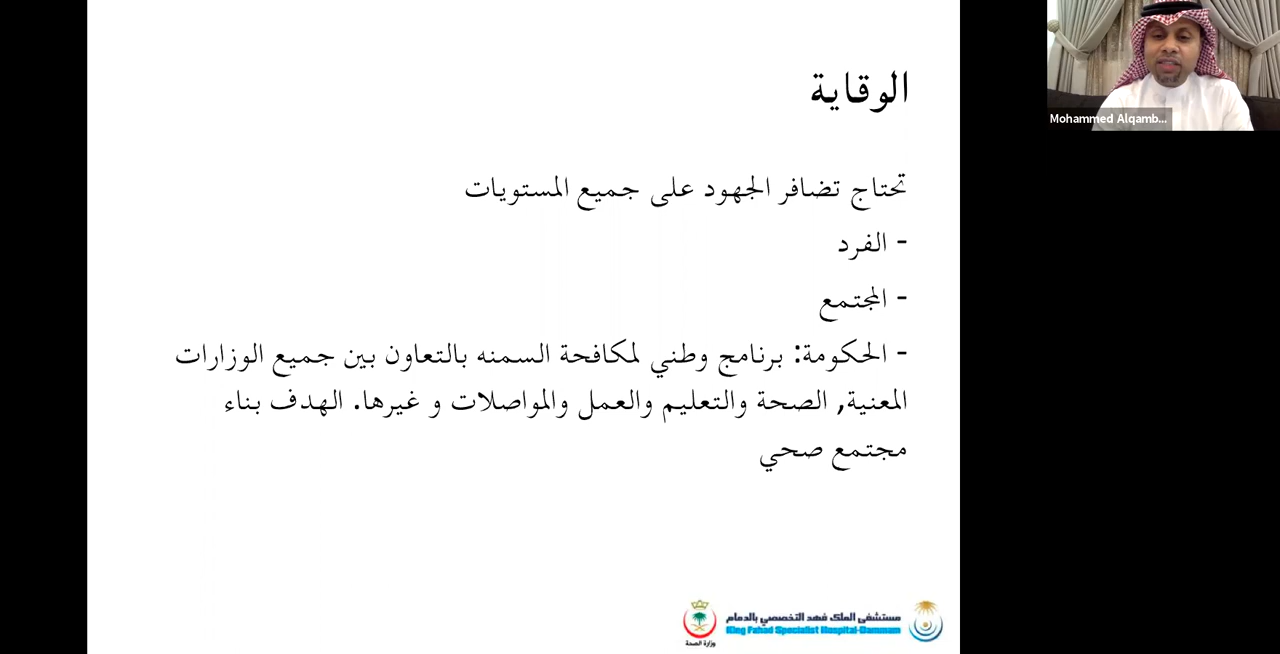 الوقاية
تحتاج تضافر الجهود على جميع المستويات
- الفرد
- المجتمع
- الحكومة: برنامج وطني لمكافحة السمنه بالتعاون بين جميع الوزارات
المعنية, الصحة والتعليم والعمل والمواصلات و غيرها. الهدف بناء
مجتمع صحي
Mohammed Alqamb...
مستشفى الملك فهد التخصصي بالدمام
King Fahad Specialist Hospital-Dammam
وزارة الصحة